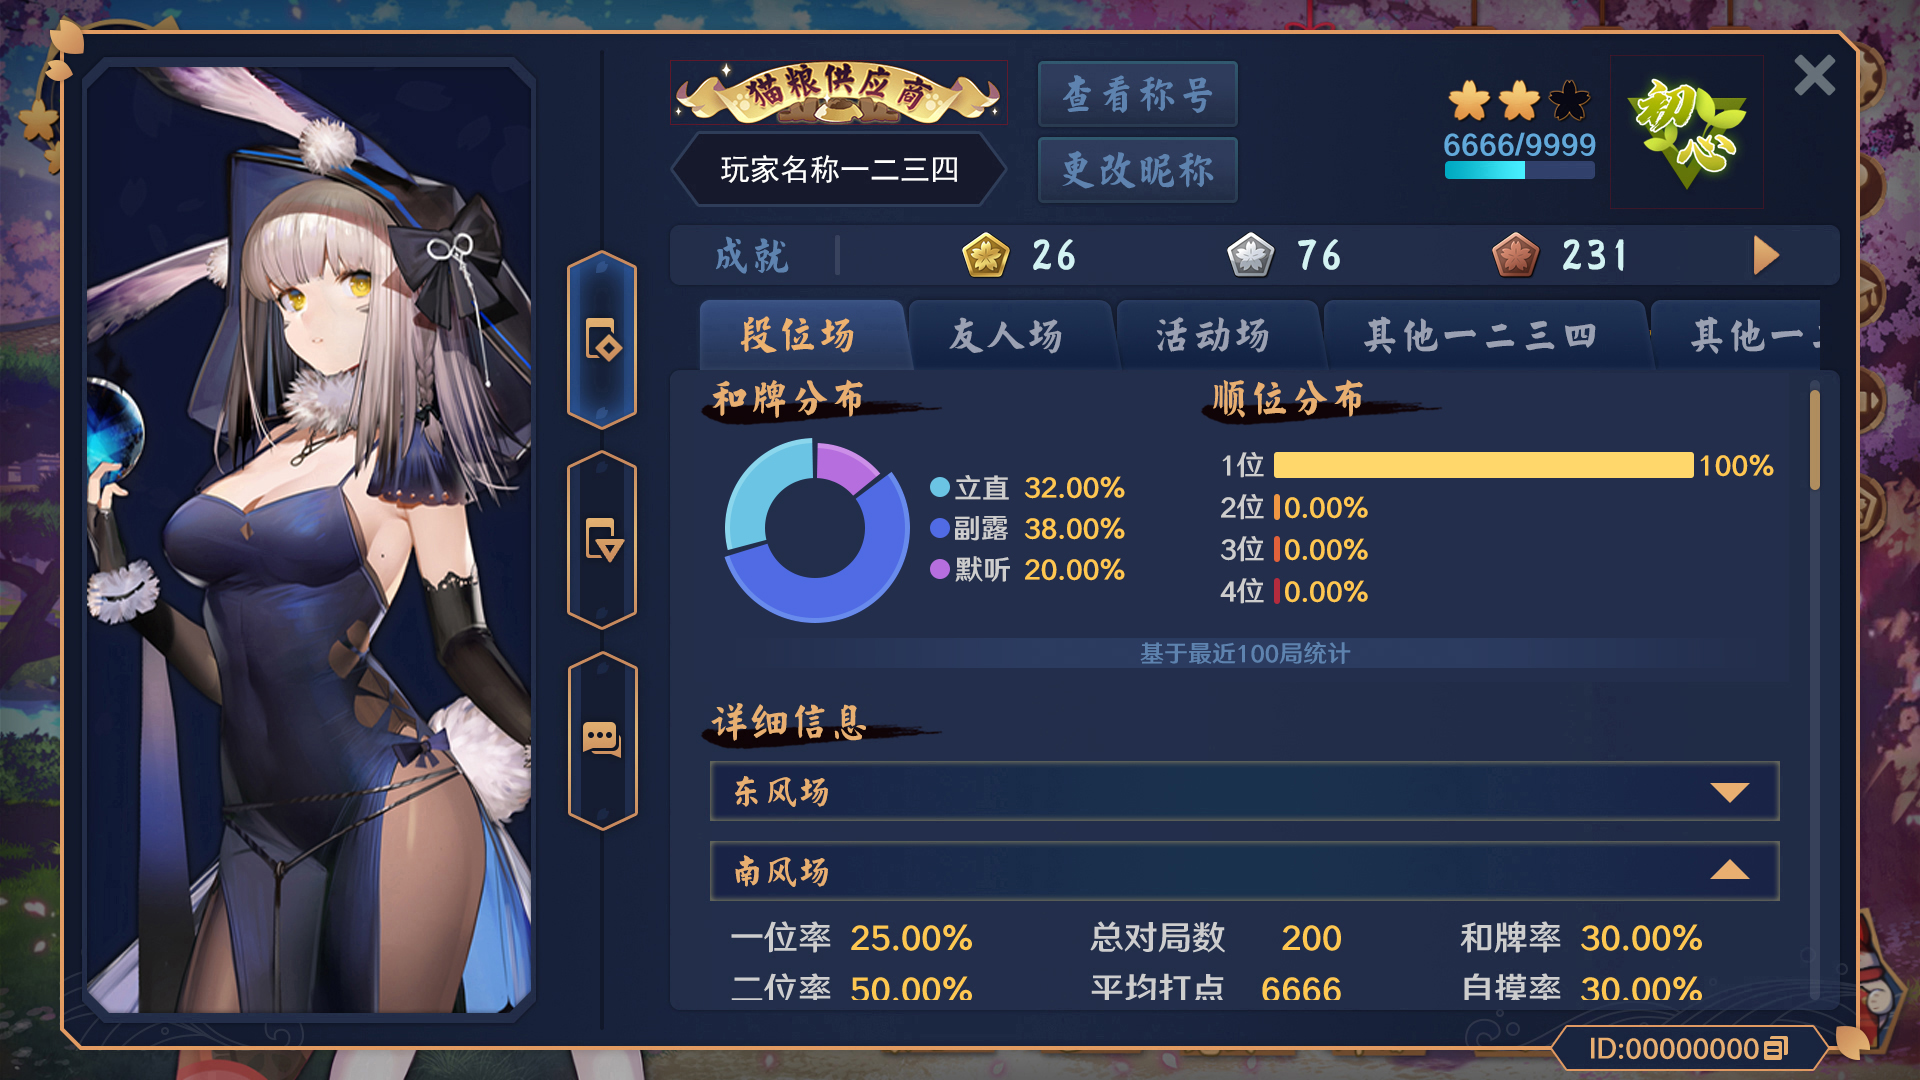 猫粮供应商
玩家名称一二三四
查看称号
更改昵称
6666/9999
初心
成就 26 76 231
段位场 友人场 活动场 其他一二三四 其他一
和牌分布
立直 32.00%
副露 38.00%
默听 20.00%
顺位分布
1位 100%
2位 0.00%
3位 0.00%
4位 0.00%
基于最近100局统计
详细信息
东风场
南风场
一位率 25.00% 总对局数 200 和牌率 30.00%
二位率 50.00% 平均打点 6666 自摸率 30.00%
ID:00000000